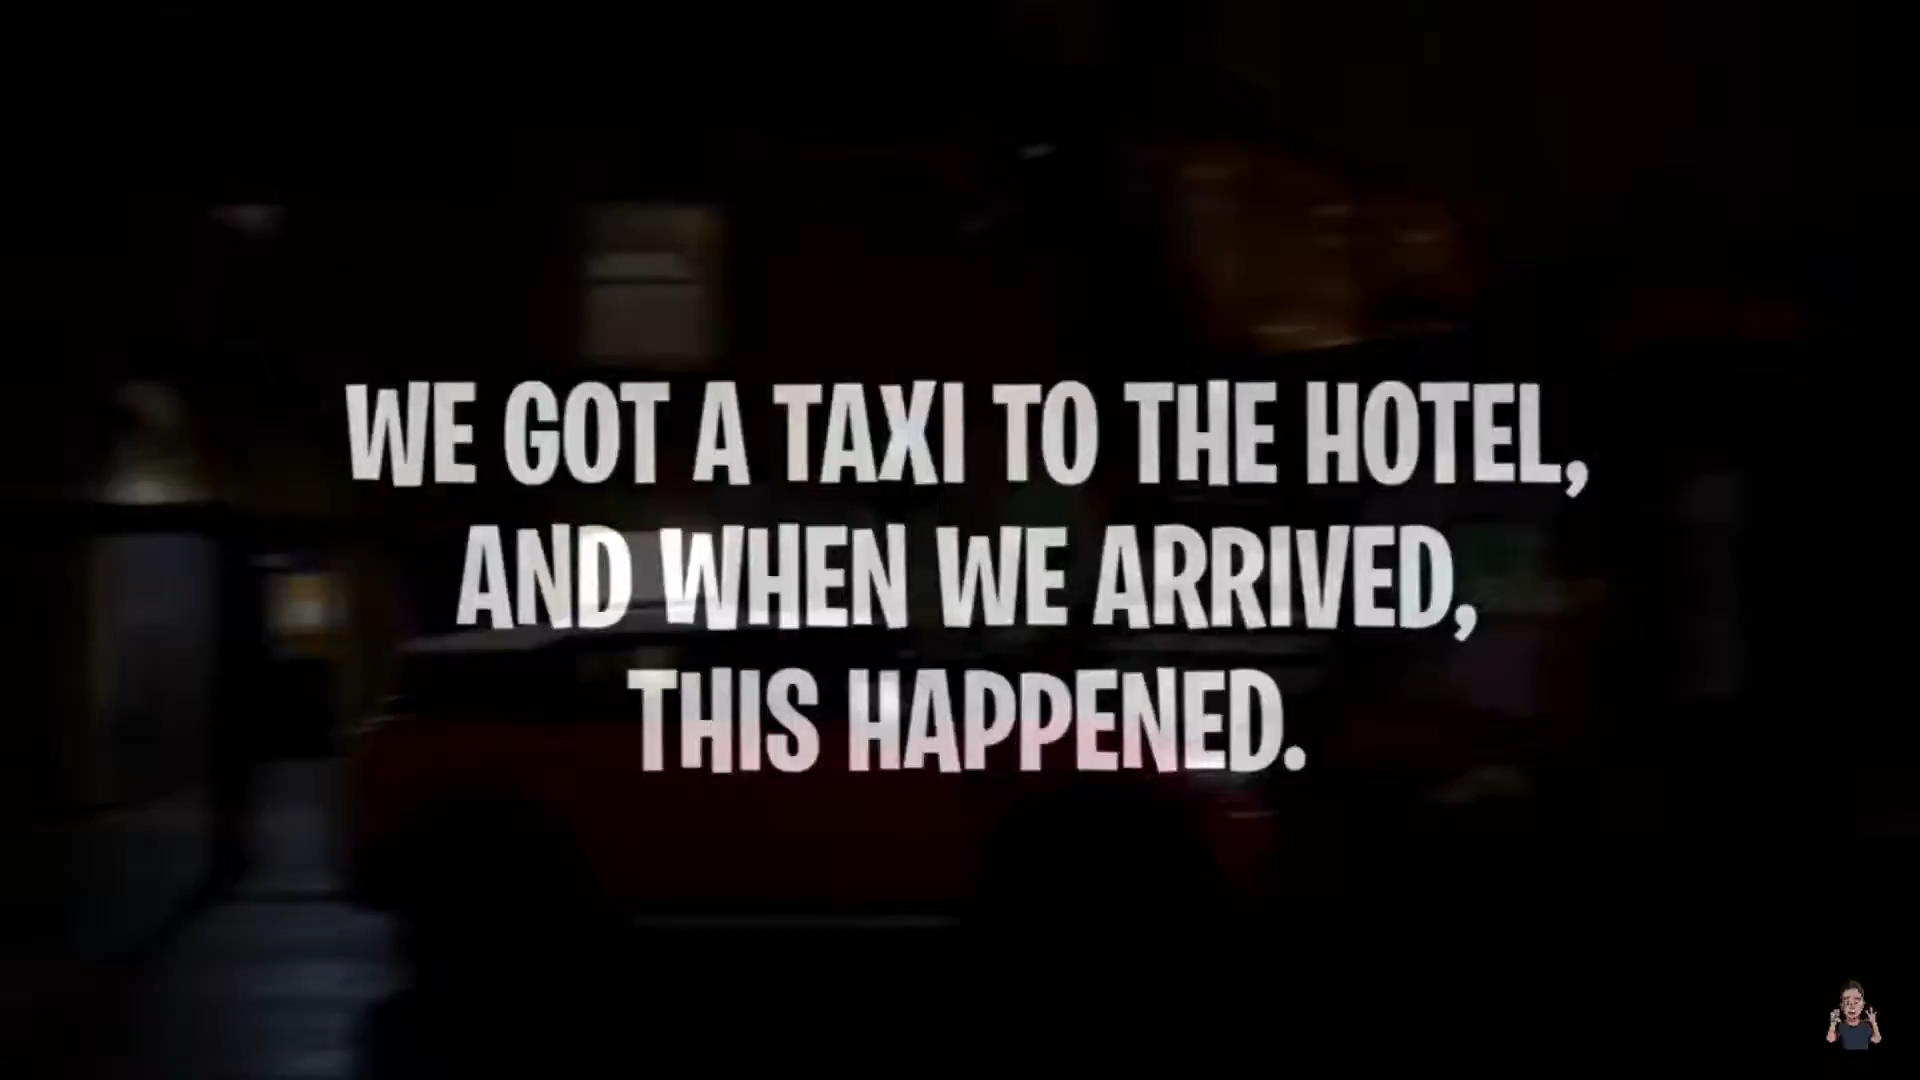 WE GOT A TAXI TO THE HOTEL,
AND WHEN WE ARRIVED,
THIS HAPPENED.